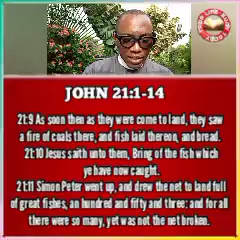 JOHN 21:1-14
21:9 As soon then as they were come to land, they saw
a fire of coals there, and fish laid thereon, and bread.
21:10 Jesus saith unto them, Bring of the fish which
ye have now caught.
21:11 Simon Peter went up, and drew the net to land full
of great fishes, an hundred and fifty and three: and for all
there were so many, yet was not the net broken.